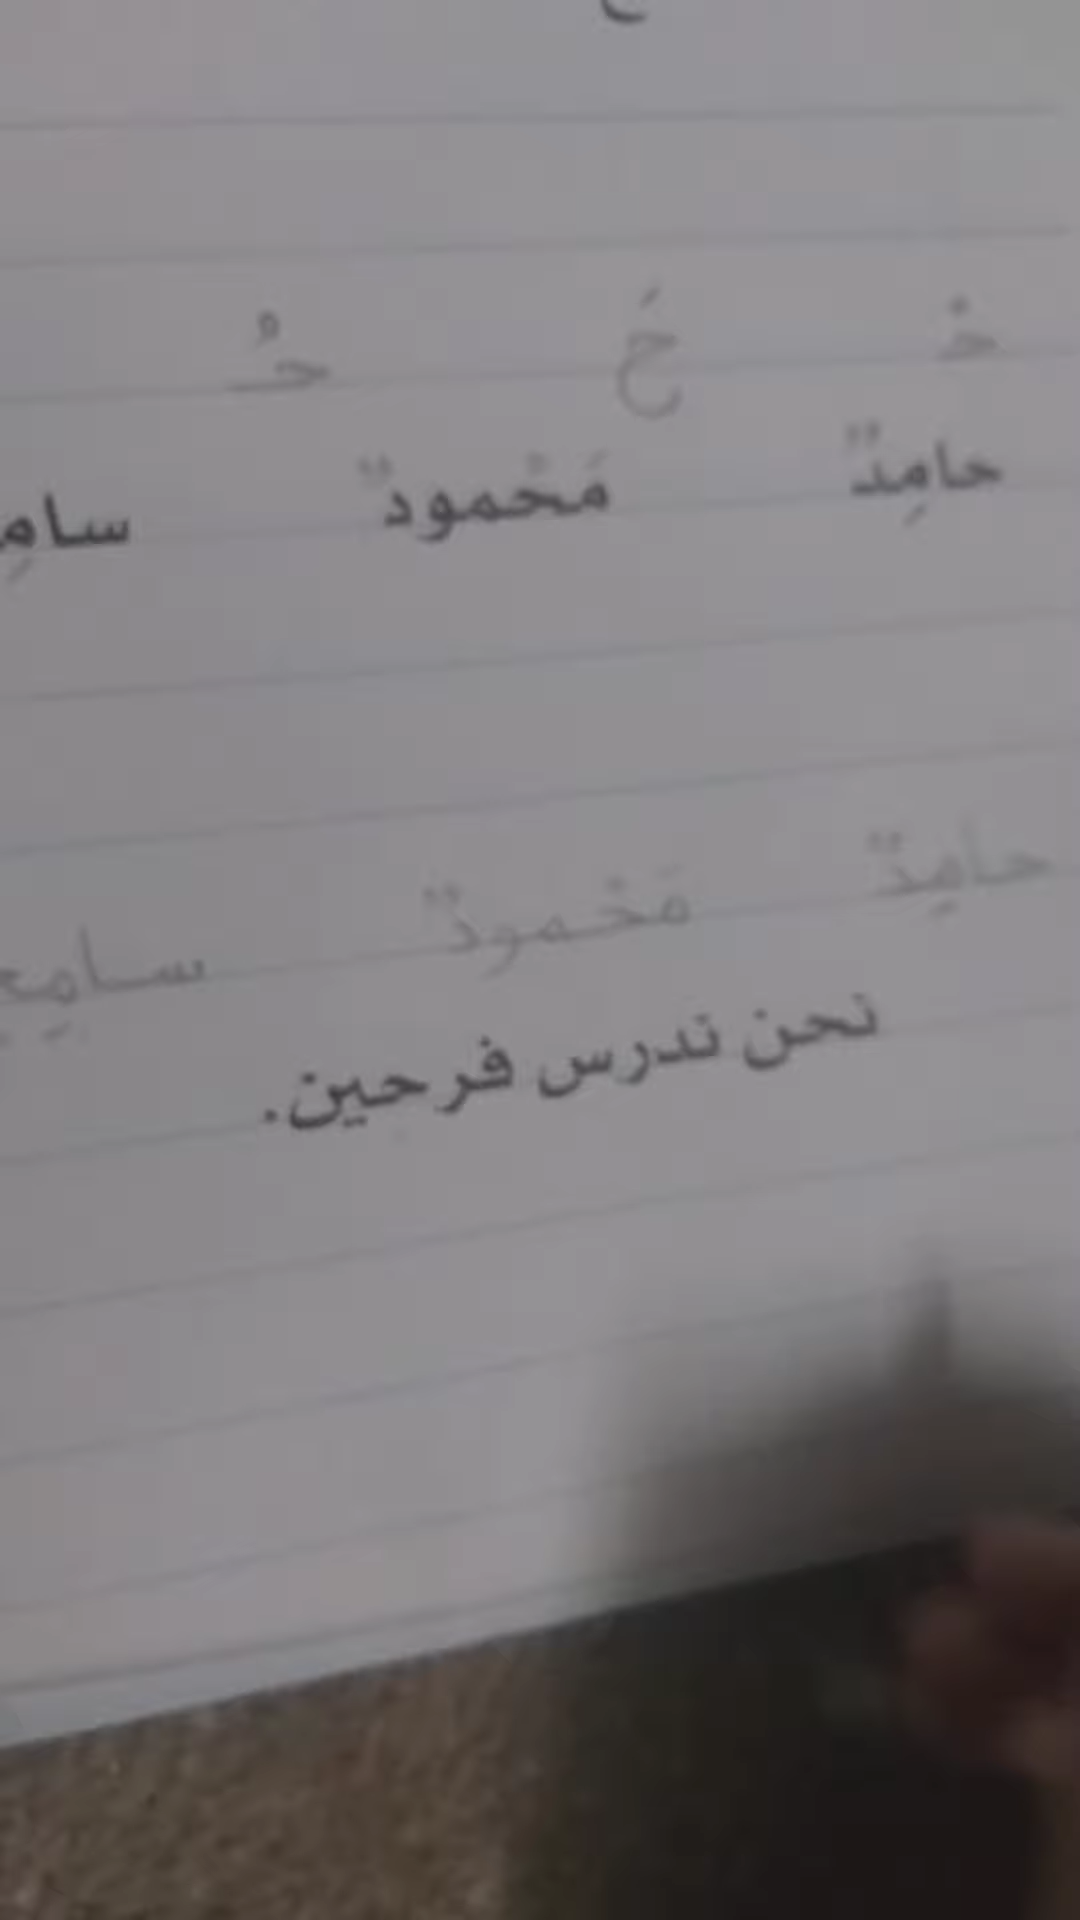 حْ حَ حُـ
حامِدٌ مَحْمودٌ
حامِدٌ مَحْمودٌ
نحن ندرس فرحين.